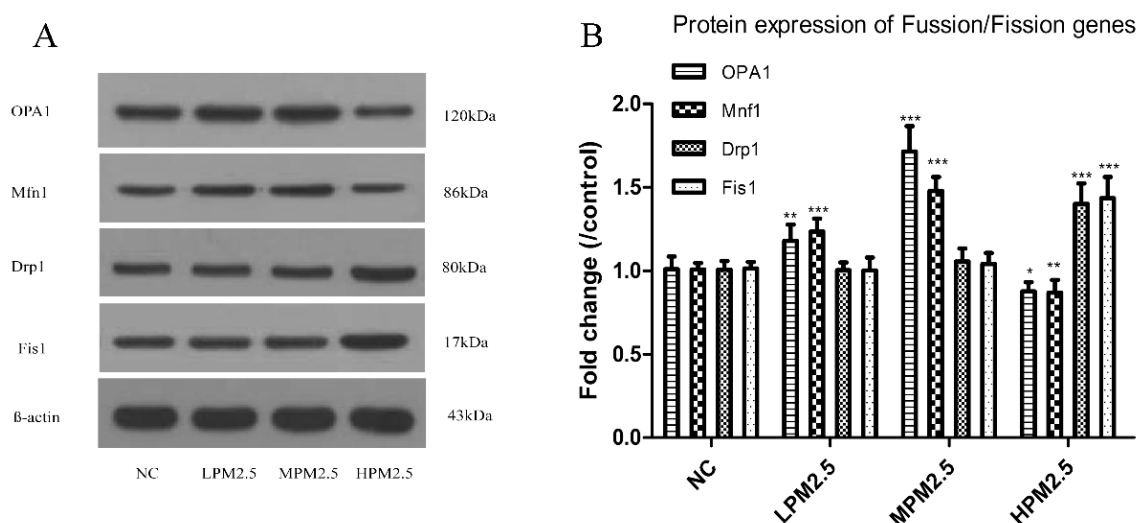 A
OPA1
120kDa
Mfn1
86kDa
Drp1
80kDa
Fis1
17kDa
ß-actin
43kDa
NC LPM2.5 MPM2.5 HPM2.5
B
Protein expression of Fussion/Fission genes
OPA1
Mnf1
Drp1
Fis1
Fold change (/control)
2.0
1.5
1.0
0.5
0.0
** ***
*** ***
* ** *** ***
NC
LPM2.5
MPM2.5
HPM2.5